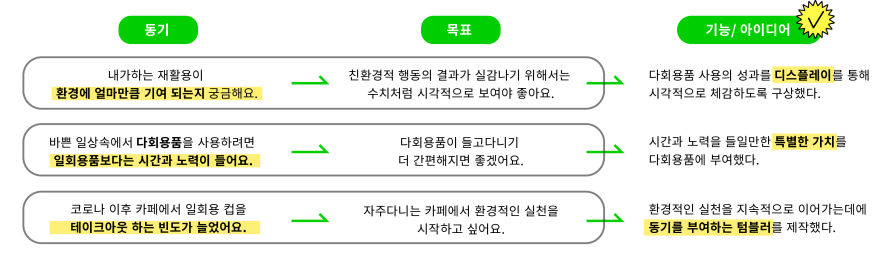 동기
목표
기능/ 아이디어
내가하는 재활용이
환경에 얼마만큼 기여 되는지 궁금해요.
친환경적 행동의 결과가 실감나기 위해서는
수치처럼 시각적으로 보여야 좋아요.
다회용품 사용의 성과를 디스플레이를 통해
시각적으로 체감하도록 구상했다.
바쁜 일상속에서 다회용품을 사용하려면
일회용품보다는 시간과 노력이 들어요.
다회용품이 들고다니기
더 간편해지면 좋겠어요.
시간과 노력을 들일만한 특별한 가치를
다회용품에 부여했다.
코로나 이후 카페에서 일회용 컵을
테이크아웃 하는 빈도가 늘었어요.
자주다니는 카페에서 환경적인 실천을
시작하고 싶어요.
환경적인 실천을 지속적으로 이어가는데에
동기를 부여하는 텀블러를 제작했다.